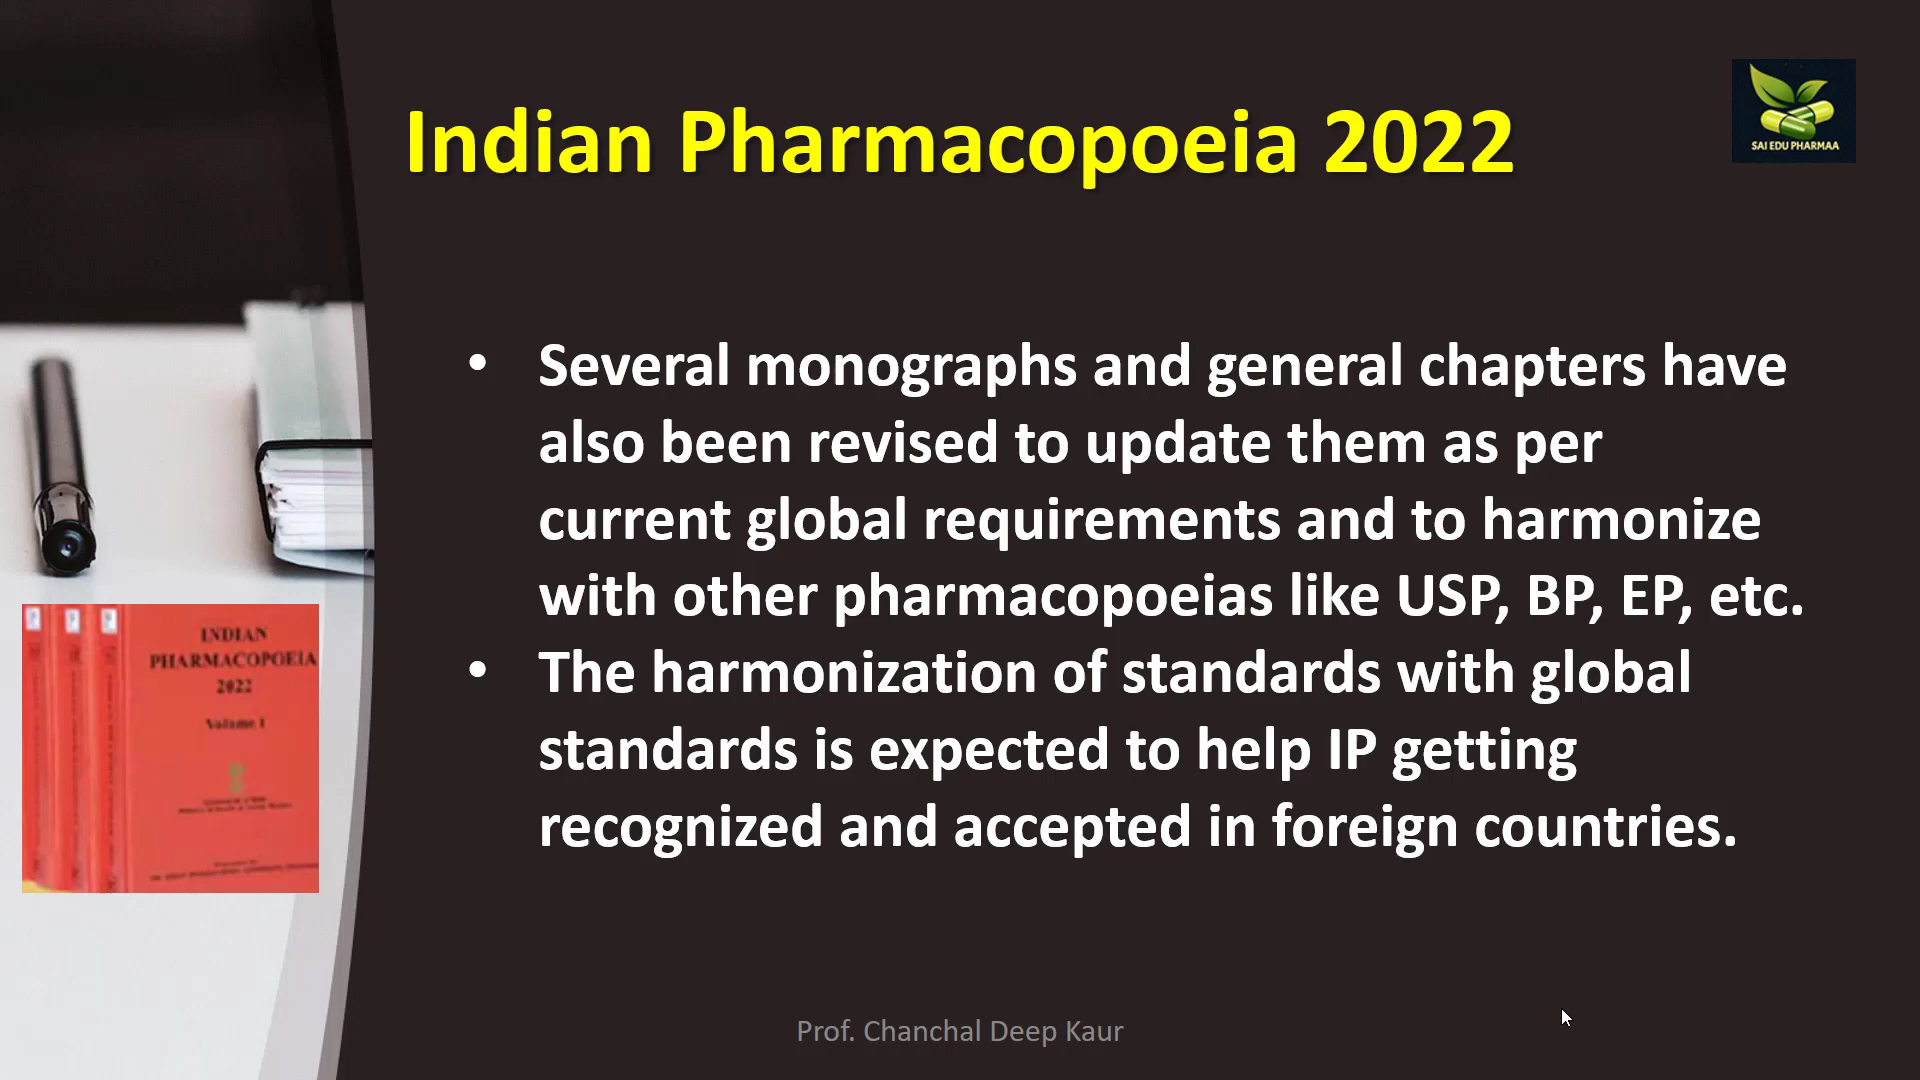 Indian Pharmacopoeia 2022
SAI EDU PHARMAA
• Several monographs and general chapters have
also been revised to update them as per
current global requirements and to harmonize
with other pharmacopoeias like USP, BP, EP, etc.
• The harmonization of standards with global
standards is expected to help IP getting
recognized and accepted in foreign countries.
INDIAN
PHARMACOPOEIA
2022
Volume I
Prof. Chanchal Deep Kaur